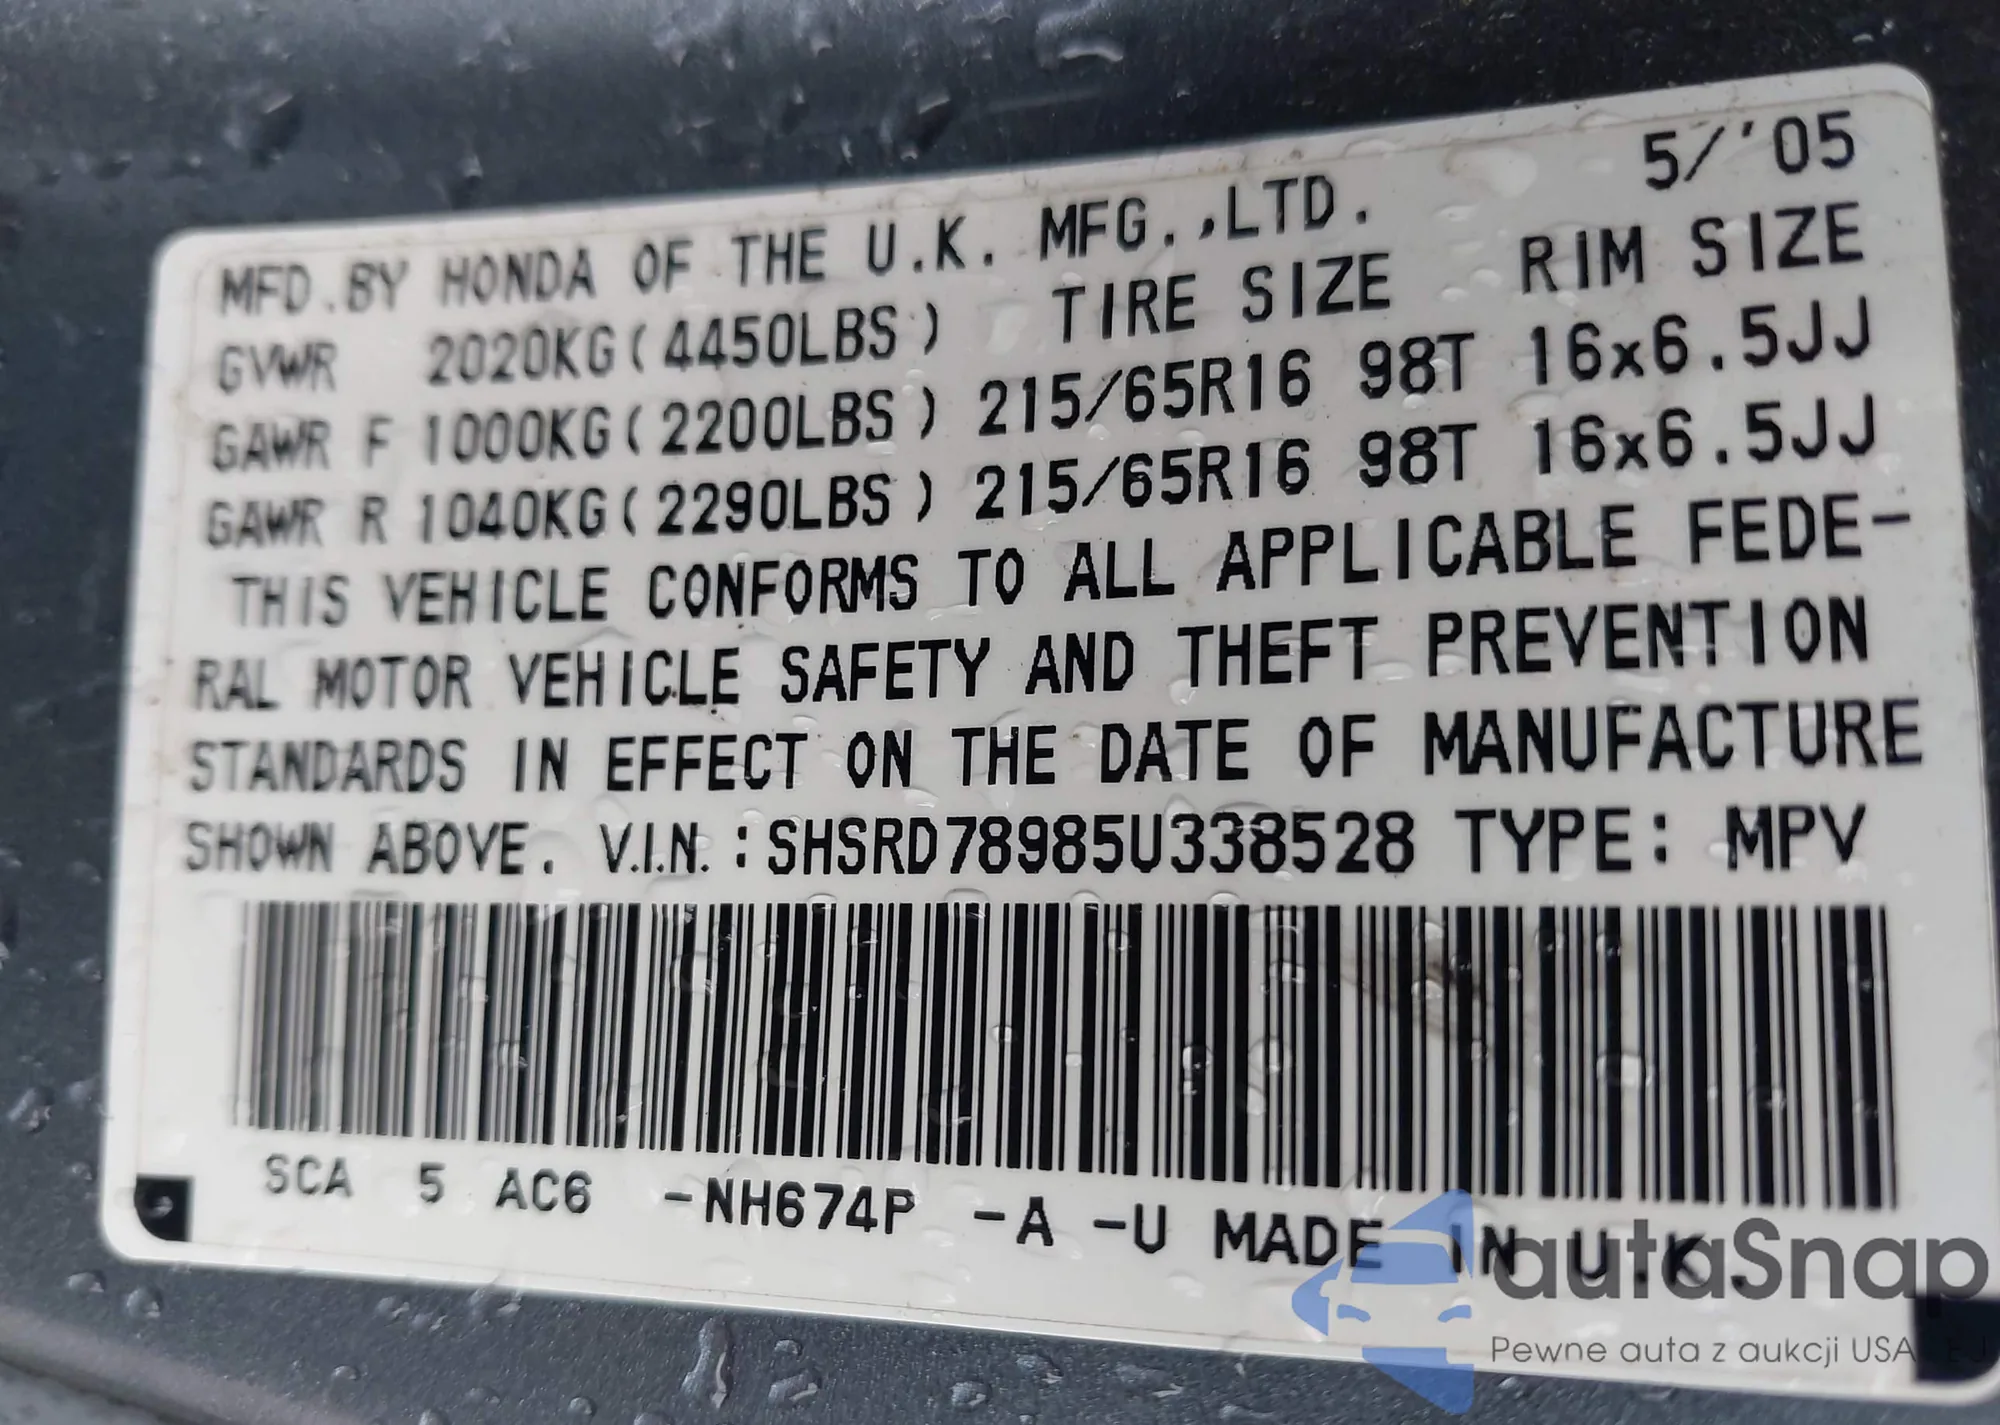 5/'05
MFD.BY HONDA OF THE U.K. MFG.,LTD.
GVWR 2020KG(4450LBS) TIRE SIZE RIM SIZE
GAWR F 1000KG(2200LBS) 215/65R16 98T 16x6.5JJ
GAWR R 1040KG(2290LBS) 215/65R16 98T 16x6.5JJ
THIS VEHICLE CONFORMS TO ALL APPLICABLE FEDE-
RAL MOTOR VEHICLE SAFETY AND THEFT PREVENTION
STANDARDS IN EFFECT ON THE DATE OF MANUFACTURE
SHOWN ABOVE. V.I.N.:SHSRD78985U338528 TYPE: MPV
SCA 5 AC6 -NH674P -A -U MADE IN U.K.
autaSnap
Pewne auta z aukcji USA